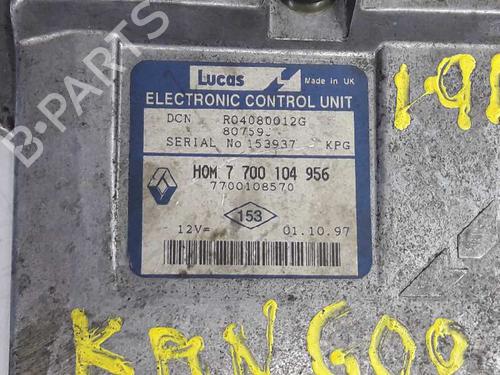 Lucas Made in UK
ELECTRONIC CONTROL UNIT
DCN R04080012G
SERIAL No 153937 KPG
HOM 7 700 104 956
7700108570
153
12V= 01.10.97
KANGOO
B-PARTS